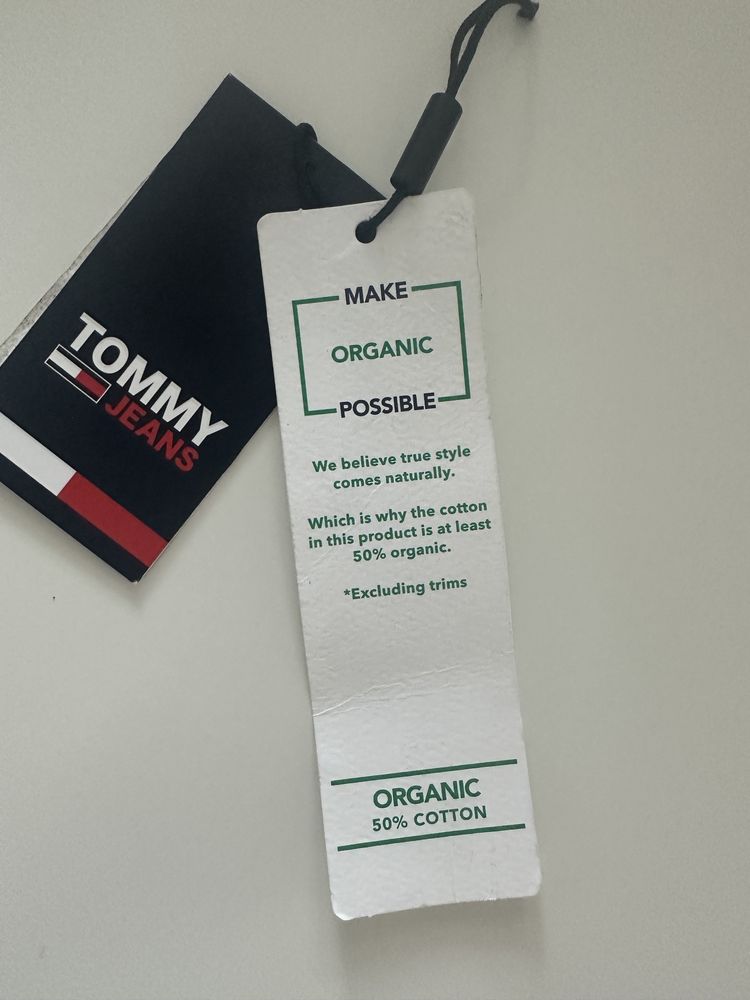 TOMMY
JEANS
MAKE
ORGANIC
POSSIBLE
We believe true style
comes naturally.
Which is why the cotton
in this product is at least
50% organic.
*Excluding trims
ORGANIC
50% COTTON